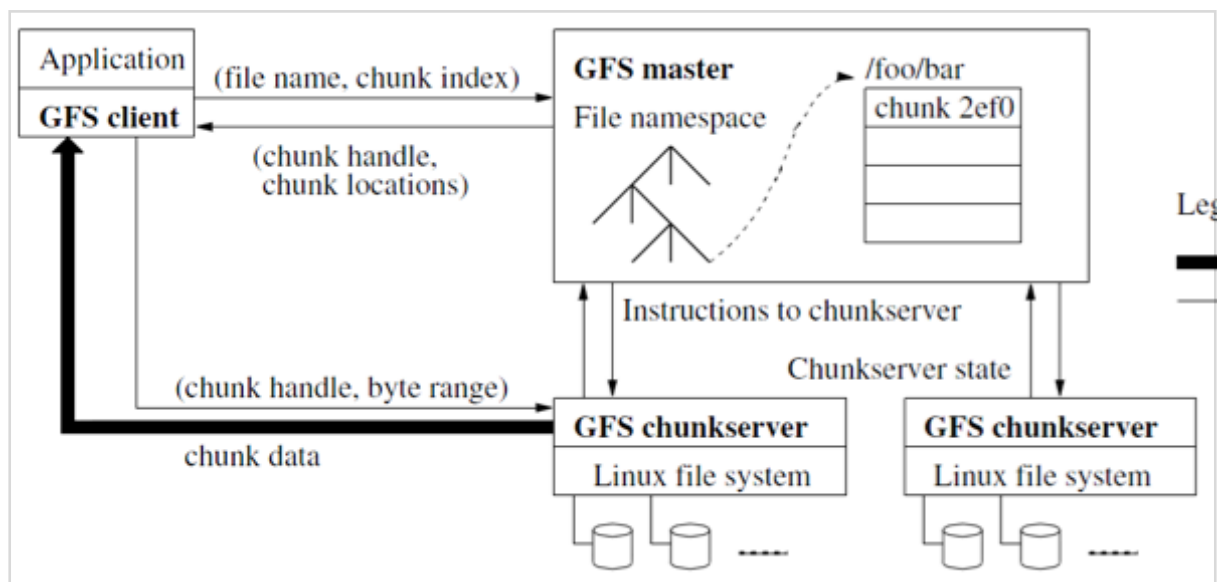 Application
GFS client
(file name, chunk index)
(chunk handle,
chunk locations)
GFS master
File namespace
/foo/bar
chunk 2ef0
Leg
Instructions to chunkserver
Chunkserver state
(chunk handle, byte range)
chunk data
GFS chunkserver
Linux file system
GFS chunkserver
Linux file system